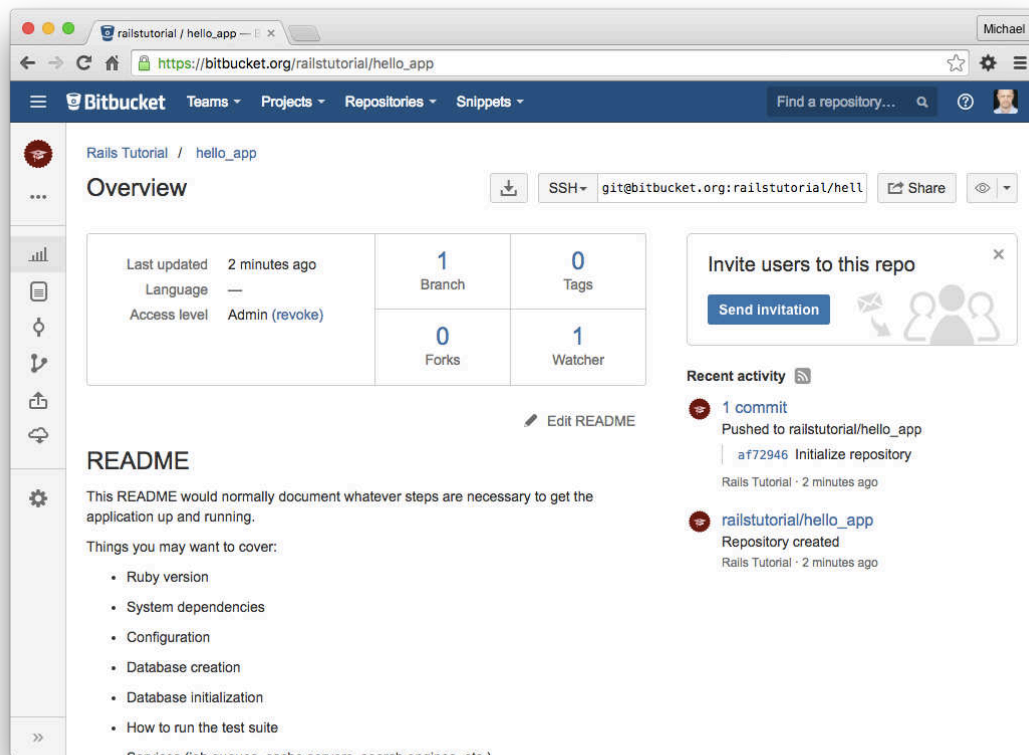 railstutorial / hello_app —
Michael
https://bitbucket.org/railstutorial/hello_app
Bitbucket Teams Projects Repositories Snippets Find a repository...
Rails Tutorial / hello_app
Overview
SSH git@bitbucket.org:railstutorial/hell Share
Last updated 2 minutes ago
Language —
Access level Admin (revoke)
1
Branch
0
Tags
0
Forks
1
Watcher
Edit README
README
This README would normally document whatever steps are necessary to get the
application up and running.
Things you may want to cover:
• Ruby version
• System dependencies
• Configuration
• Database creation
• Database initialization
• How to run the test suite
Invite users to this repo
Send invitation
Recent activity
1 commit
Pushed to railstutorial/hello_app
af72946 Initialize repository
Rails Tutorial · 2 minutes ago
railstutorial/hello_app
Repository created
Rails Tutorial · 2 minutes ago